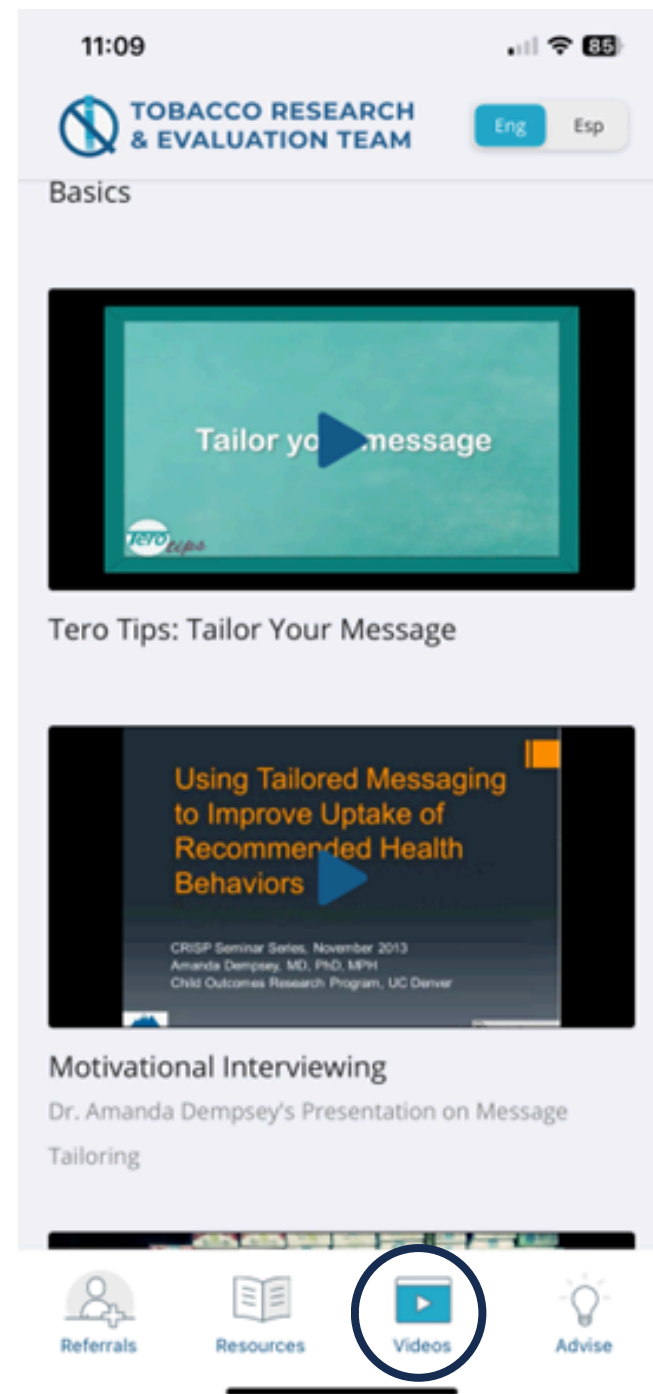 11:09
85
TOBACCO RESEARCH
& EVALUATION TEAM
Eng
Esp
Basics
Tailor yo message
Tero
tips
Tero Tips: Tailor Your Message
Using Tailored Messaging
to Improve Uptake of
Recommended Health
Behaviors
CRISP Seminar Series, November 2013
Amanda Dempsey, MD, PhD, MPH
Child Outcomes Research Program, UC Denver
Motivational Interviewing
Dr. Amanda Dempsey's Presentation on Message
Tailoring
Referrals
Resources
Videos
Advise